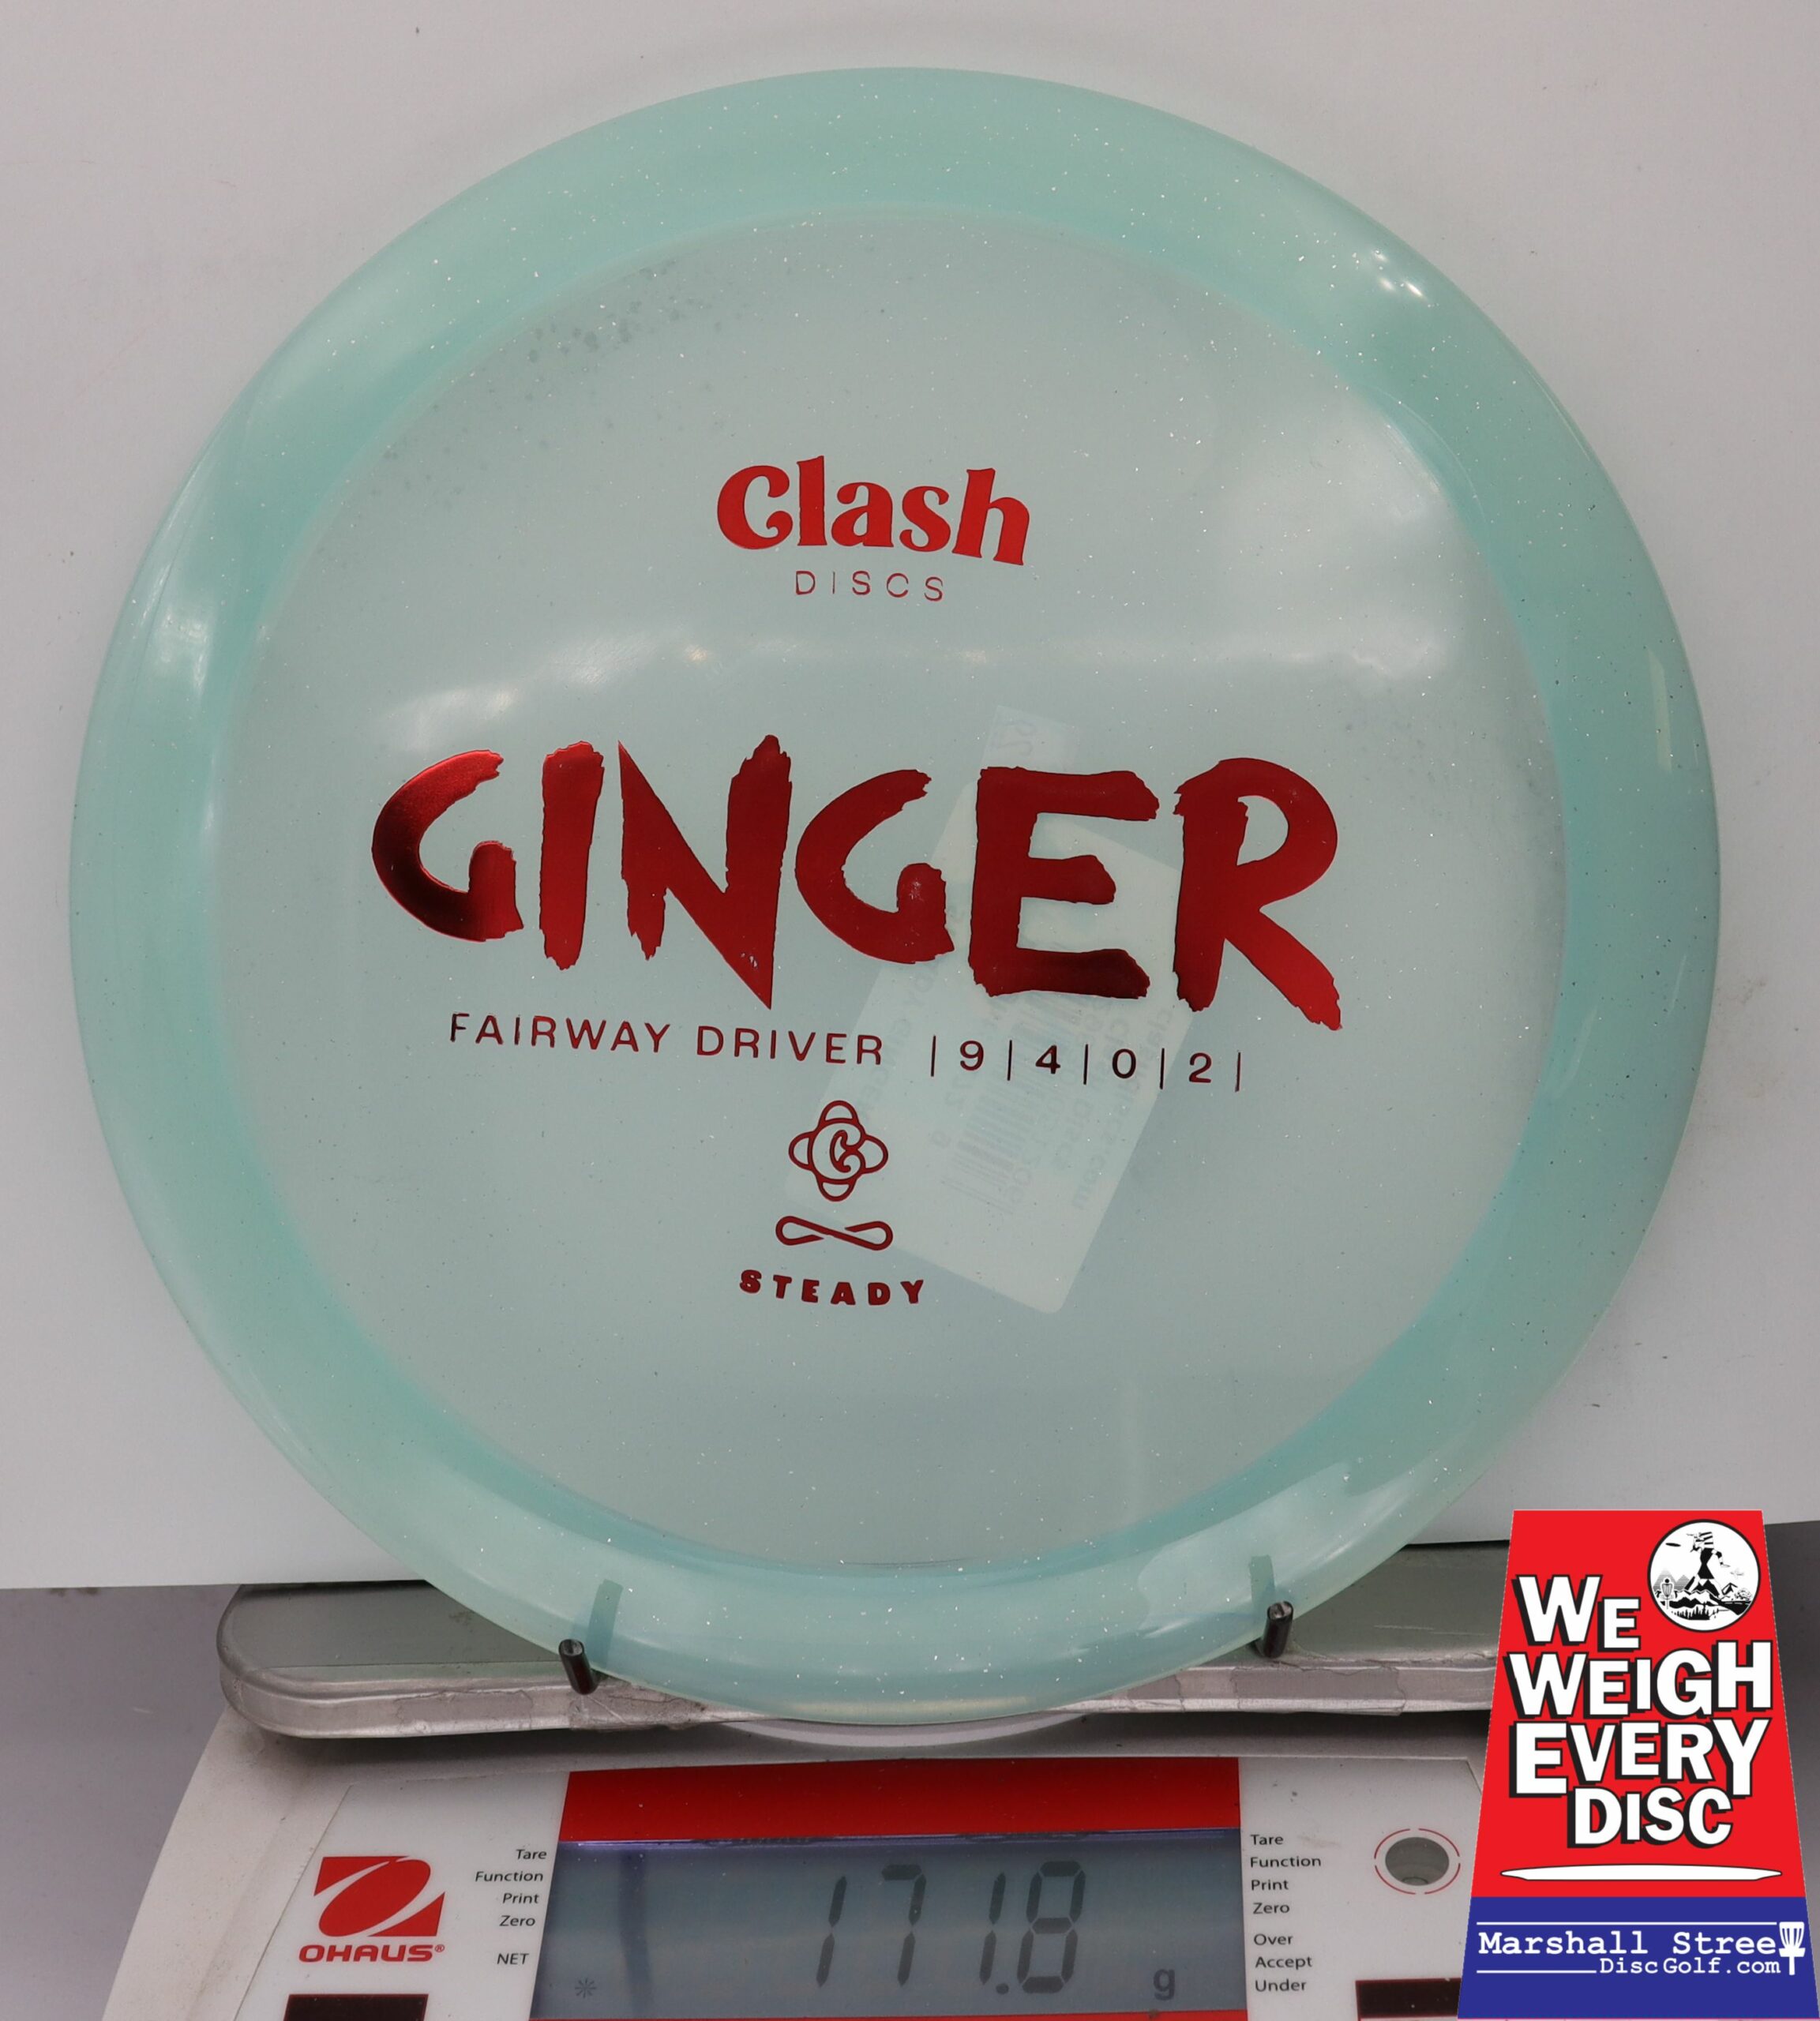 Clash
DISCS
GINGER
FAIRWAY DRIVER |9|4|0|2|
STEADY
WE
WEIGH
EVERY
DISC
Marshall Stree
DiscGolf.com
OHAUS®
Tare
Function
Print
Zero
NET
171.8 g
Tare
Function
Print
Zero
Over
Accept
Under